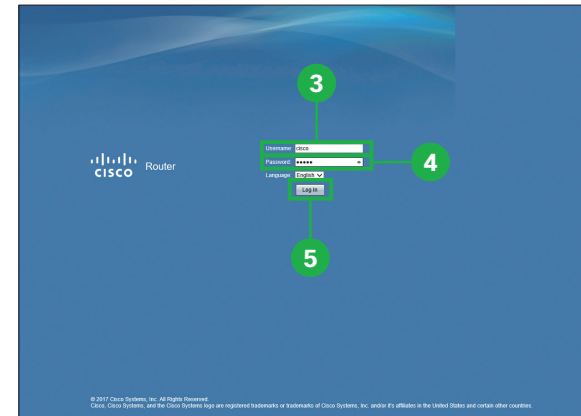 3
Username: cisco
Password: •••••
4
CISCO Router
Language: English
Log In
5
© 2017 Cisco Systems, Inc. All Rights Reserved.
Cisco, Cisco Systems, and the Cisco Systems logo are registered trademarks or trademarks of Cisco Systems, Inc. and/or it's affiliates in the United States and certain other countries.